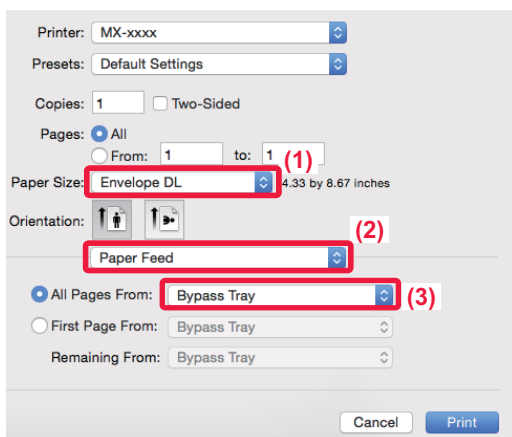 Printer: MX-xxxx
Presets: Default Settings
Copies: 1 Two-Sided
Pages: All
From: 1 to: 1 (1)
Paper Size: Envelope DL 4.33 by 8.67 inches
Orientation:
(2)
Paper Feed
All Pages From: Bypass Tray (3)
First Page From: Bypass Tray
Remaining From: Bypass Tray
Cancel Print